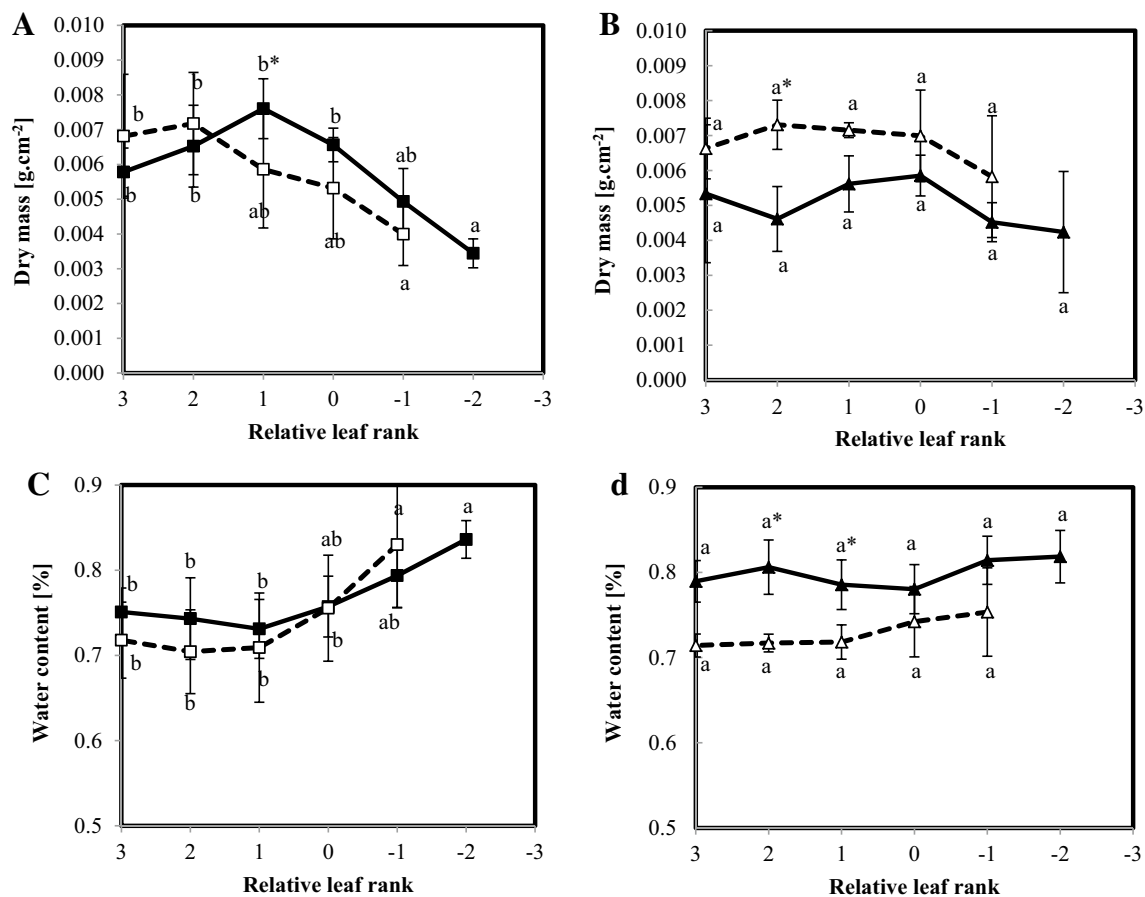 A
0.010
0.009
0.008
0.007
0.006
0.005
0.004
0.003
0.002
0.001
0.000
Dry mass [g.cm-2]
b
b
b*
b
ab
a
b
b
ab
ab
a
3 2 1 0 -1 -2 -3
Relative leaf rank
B
0.010
0.009
0.008
0.007
0.006
0.005
0.004
0.003
0.002
0.001
0.000
Dry mass [g.cm-2]
a
a*
a
a
a
a
a
a
a
a
a
3 2 1 0 -1 -2 -3
Relative leaf rank
C
0.9
0.8
0.7
0.6
0.5
Water content [%]
b
b
b
ab
a
a
b
b
b
b
ab
3 2 1 0 -1 -2 -3
Relative leaf rank
d
0.9
0.8
0.7
0.6
0.5
Water content [%]
a
a*
a*
a
a
a
a
a
a
a
a
3 2 1 0 -1 -2 -3
Relative leaf rank